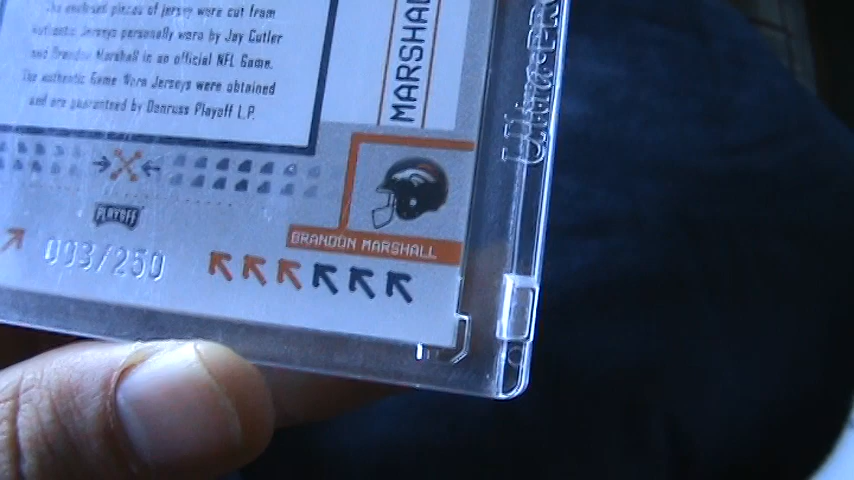 The enclosed pieces of jersey were cut from
authentic Jerseys personally worn by Jay Cutler
and Brandon Marshall in an official NFL Game.
The authentic Game Worn Jerseys were obtained
and are guaranteed by Donruss Playoff L.P.
MARSHAL
Ultra-PRO
PLAYOFF
BRANDON MARSHALL
093/250